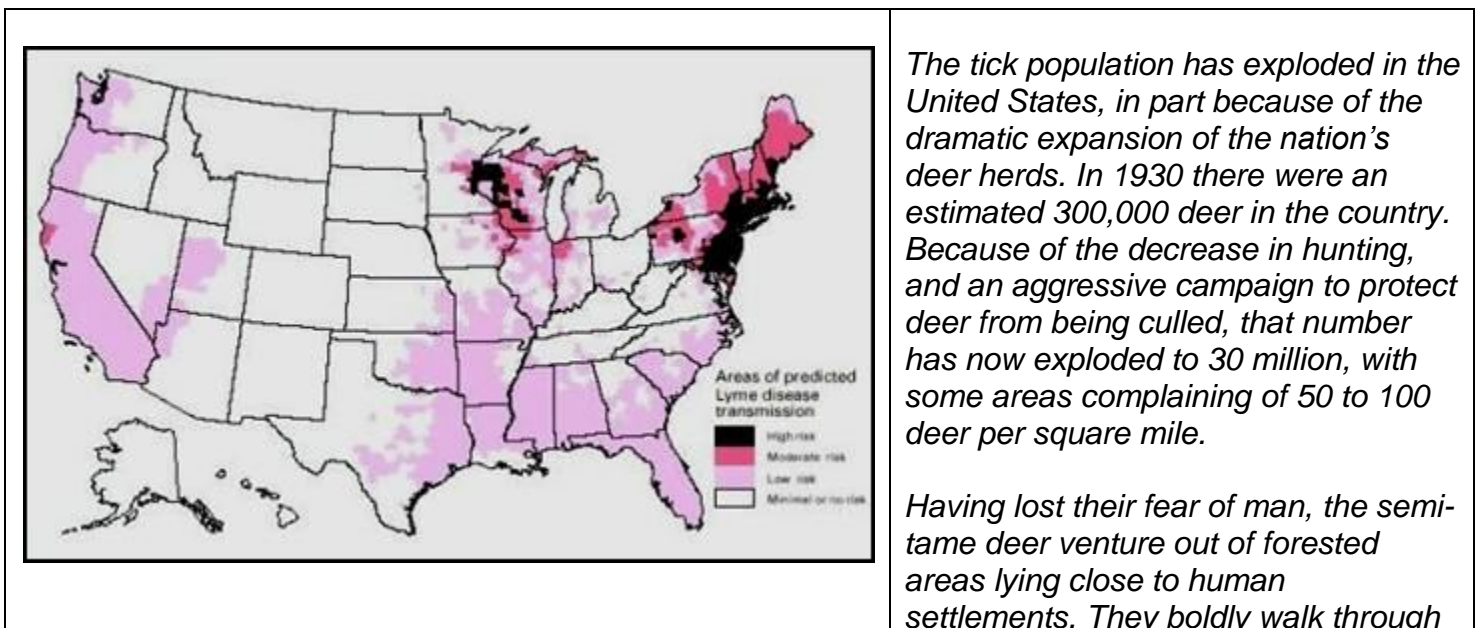 Areas of predicted
Lyme disease
transmission
High risk
Moderate risk
Low risk
Minimal or no risk
The tick population has exploded in the
United States, in part because of the
dramatic expansion of the nation’s
deer herds. In 1930 there were an
estimated 300,000 deer in the country.
Because of the decrease in hunting,
and an aggressive campaign to protect
deer from being culled, that number
has now exploded to 30 million, with
some areas complaining of 50 to 100
deer per square mile.
Having lost their fear of man, the semi-
tame deer venture out of forested
areas lying close to human
settlements. They boldly walk through